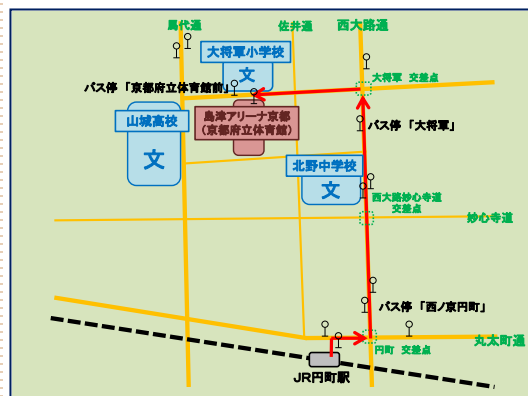 馬代通
佐井通
西大路通
大将軍小学校
文
大将軍 交差点
バス停 「京都府立体育館前」
島津アリーナ京都
(京都府立体育館)
山城高校
文
バス停 「大将軍」
北野中学校
文
西大路妙心寺道
交差点
妙心寺道
バス停 「西ノ京円町」
丸太町通
円町 交差点
JR円町駅